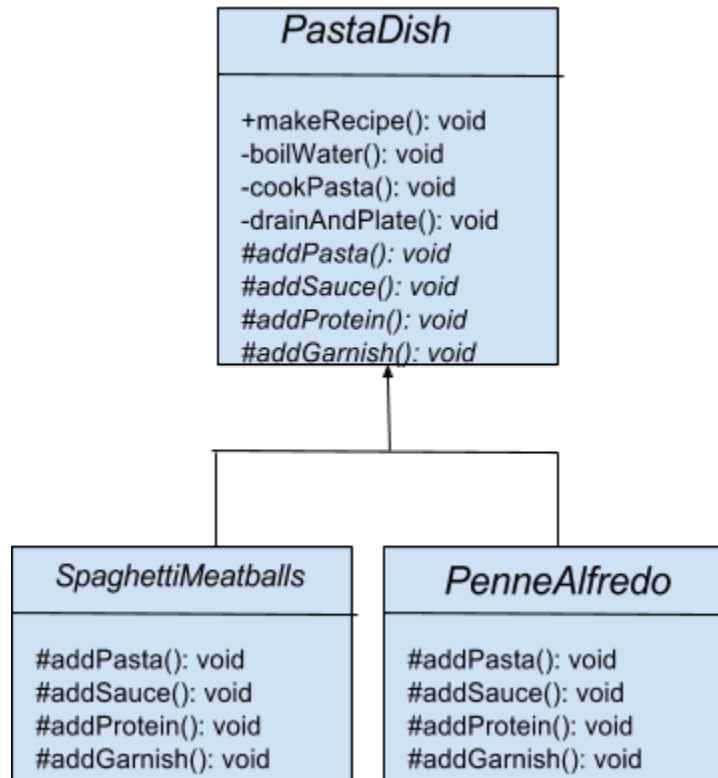 PastaDish
+makeRecipe(): void
-boilWater(): void
-cookPasta(): void
-drainAndPlate(): void
#addPasta(): void
#addSauce(): void
#addProtein(): void
#addGarnish(): void
SpaghettiMeatballs
#addPasta(): void
#addSauce(): void
#addProtein(): void
#addGarnish(): void
PenneAlfredo
#addPasta(): void
#addSauce(): void
#addProtein(): void
#addGarnish(): void